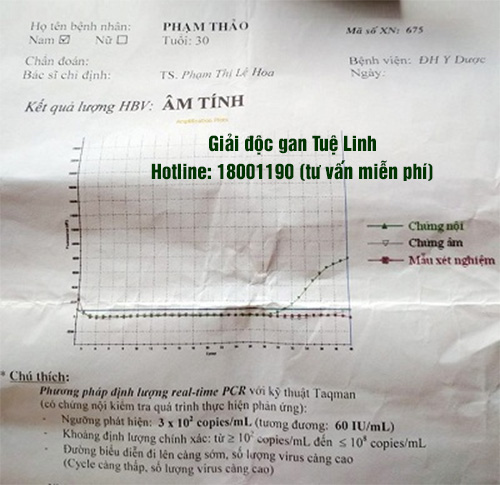 Họ tên bệnh nhân: PHẠM THẢO Mã số XN: 675
Nam ☑ Nữ ☐ Tuổi: 30
Chẩn đoán: Bệnh viện: ĐH Y Dược
Bác sĩ chỉ định: TS. Phạm Thị Lệ Hoa Ngày:
Kết quả lượng HBV: ÂM TÍNH
Amplification Plots
Giải độc gan Tuệ Linh
Hotline: 18001190 (tư vấn miễn phí)
Chứng nội
Chứng âm
Mẫu xét nghiệm
* Chú thích:
Phương pháp định lượng real-time PCR với kỹ thuật Taqman
(có chứng nội kiểm tra quá trình thực hiện phản ứng):
- Ngưỡng phát hiện: 3 x 10² copies/mL (tương đương: 60 IU/mL)
- Khoảng định lượng chính xác: từ ≥ 10² copies/mL đến ≤ 10⁸ copies/mL
- Đường biểu diễn đi lên càng sớm, số lượng virus càng cao
(Cycle càng thấp, số lượng virus càng cao)